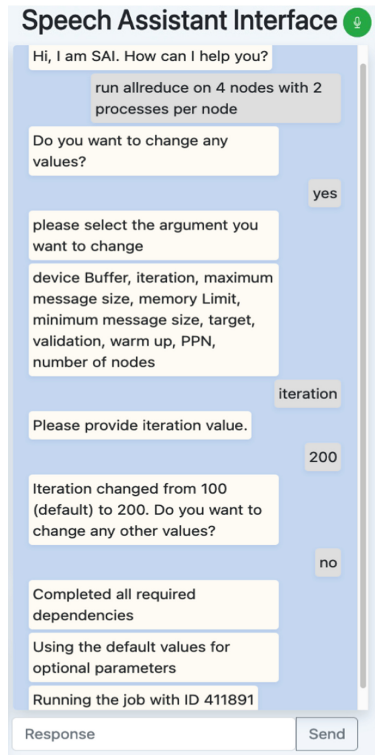 Speech Assistant Interface
Hi, I am SAI. How can I help you?
run allreduce on 4 nodes with 2
processes per node
Do you want to change any
values?
yes
please select the argument you
want to change
device Buffer, iteration, maximum
message size, memory Limit,
minimum message size, target,
validation, warm up, PPN,
number of nodes
iteration
Please provide iteration value.
200
Iteration changed from 100
(default) to 200. Do you want to
change any other values?
no
Completed all required
dependencies
Using the default values for
optional parameters
Running the job with ID 411891
Response
Send